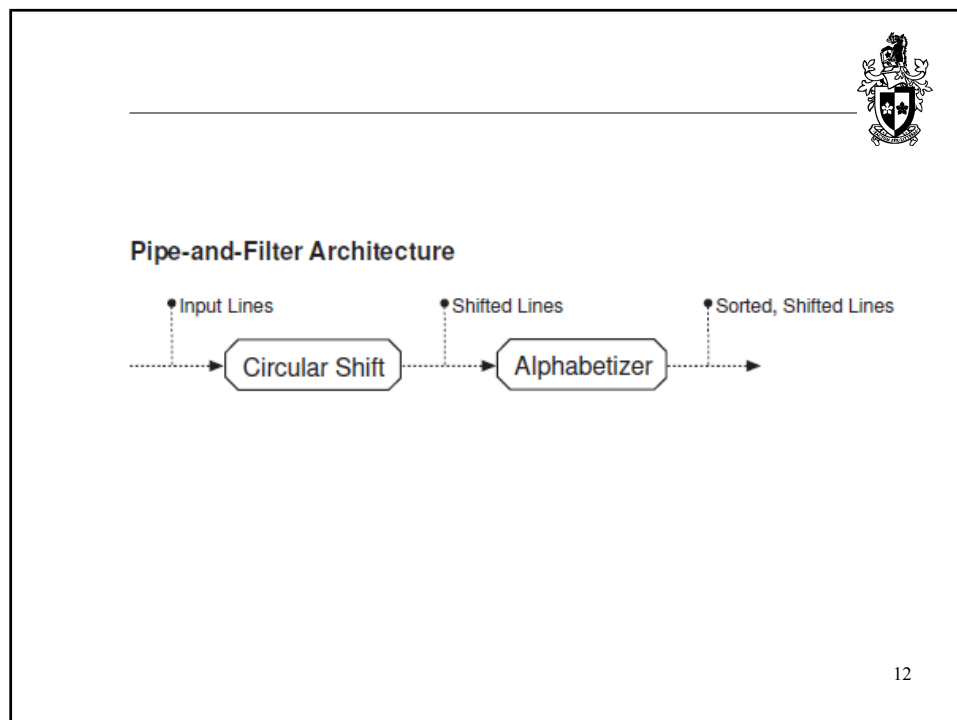 Pipe-and-Filter Architecture
Input Lines Shifted Lines Sorted, Shifted Lines
Circular Shift Alphabetizer
12